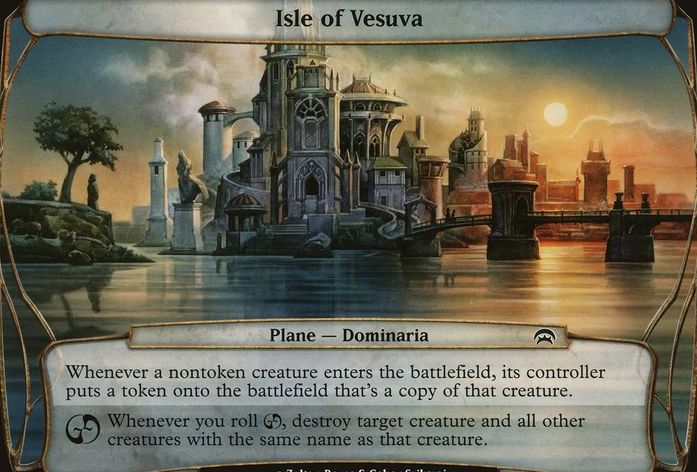 Isle of Vesuva
Plane — Dominaria
Whenever a nontoken creature enters the battlefield, its controller
puts a token onto the battlefield that's a copy of that creature.
Whenever you roll , destroy target creature and all other
creatures with the same name as that creature.